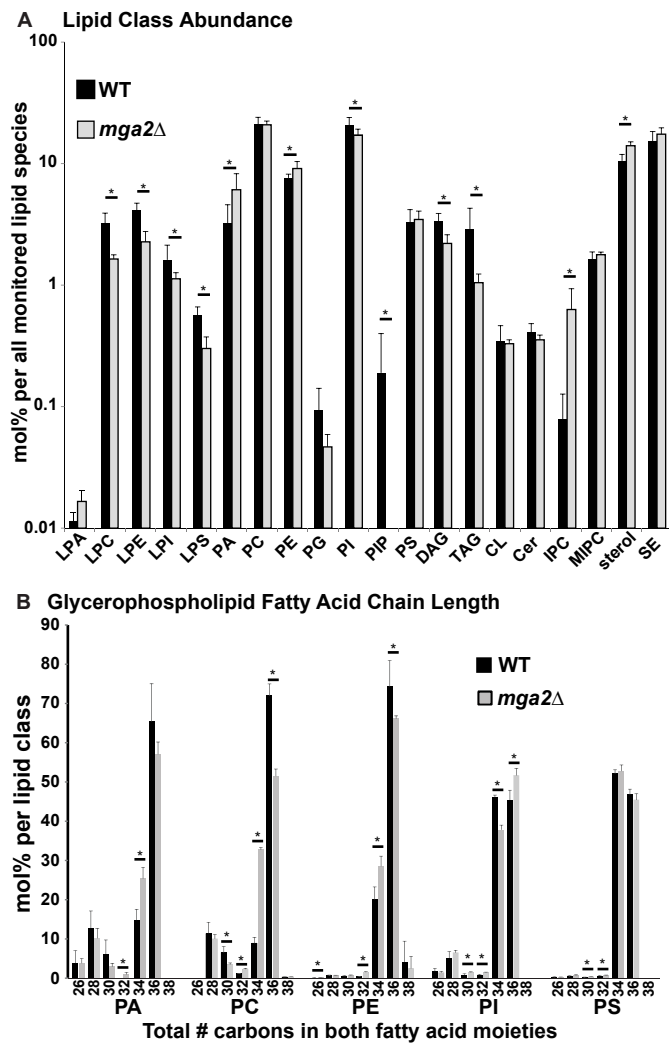 A Lipid Class Abundance
100
10
1
0.1
0.01
mol% per all monitored lipid species
WT
mga2Δ
* * * * * * * * * * * * *
LPA LPC LPE LPI LPS PA PC PE PG PI PIP PS DAG TAG CL Cer IPC MIPC sterol SE
B Glycerophospholipid Fatty Acid Chain Length
90
80
70
60
50
40
30
20
10
0
mol% per lipid class
WT
mga2Δ
* * * * * * * * * * * * * * * *
26 28 30 32 34 36 38 26 28 30 32 34 36 38 26 28 30 32 34 36 38 26 28 30 32 34 36 38 26 28 30 32 34 36 38
PA PC PE PI PS
Total # carbons in both fatty acid moieties